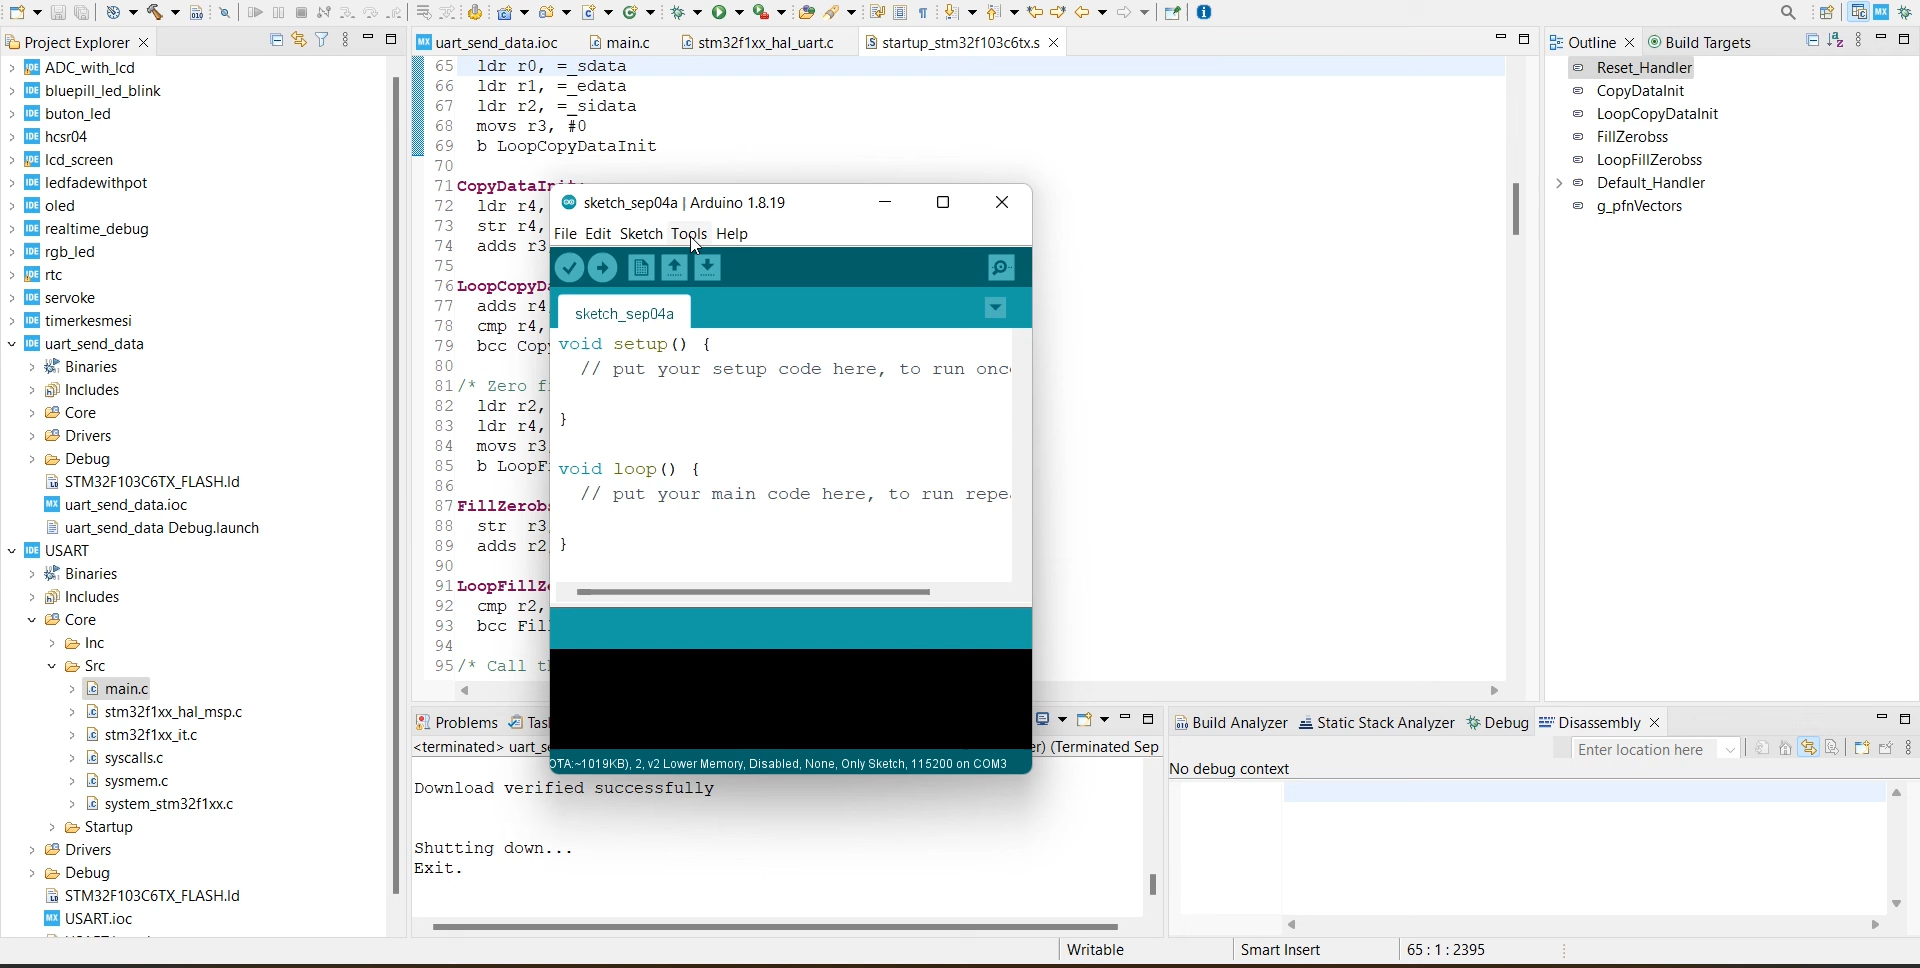 Project Explorer
ADC_with_lcd
bluepill_led_blink
buton_led
hcsr04
lcd_screen
ledfadewithpot
oled
realtime_debug
rgb_led
rtc
servoke
timerkesmesi
uart_send_data
Binaries
Includes
Core
Drivers
Debug
STM32F103C6TX_FLASH.ld
uart_send_data.ioc
uart_send_data Debug.launch
USART
Binaries
Includes
Core
Inc
Src
main.c
stm32f1xx_hal_msp.c
stm32f1xx_it.c
syscalls.c
sysmem.c
system_stm32f1xx.c
Startup
Drivers
Debug
STM32F103C6TX_FLASH.ld
USART.ioc
uart_send_data.ioc main.c stm32f1xx_hal_uart.c startup_stm32f103c6tx.s
65 ldr r0, =_sdata
66 ldr r1, =_edata
67 ldr r2, =_sidata
68 movs r3, #0
69 b LoopCopyDataInit
70
71 CopyDataInit:
72 ldr r4,
73 str r4,
74 adds r3
75
76 LoopCopyDa
77 adds r4
78 cmp r4,
79 bcc Copy
80
81 /* Zero fi
82 ldr r2,
83 ldr r4,
84 movs r3
85 b LoopFi
86
87 FillZerobs
88 str r3
89 adds r2
90
91 LoopFillZe
92 cmp r2,
93 bcc Fill
94
95 /* Call th
sketch_sep04a | Arduino 1.8.19
File Edit Sketch Tools Help
sketch_sep04a
void setup() {
// put your setup code here, to run onc
}
void loop() {
// put your main code here, to run repe
}
OTA:~1019KB), 2, v2 Lower Memory, Disabled, None, Only Sketch, 115200 on COM3
Outline Build Targets
Reset_Handler
CopyDataInit
LoopCopyDataInit
FillZerobss
LoopFillZerobss
Default_Handler
g_pfnVectors
Problems Tas
<terminated> uart_se er) (Terminated Sep
Download verified successfully
Shutting down...
Exit.
Build Analyzer Static Stack Analyzer Debug Disassembly
Enter location here
No debug context
Writable Smart Insert 65 : 1 : 2395